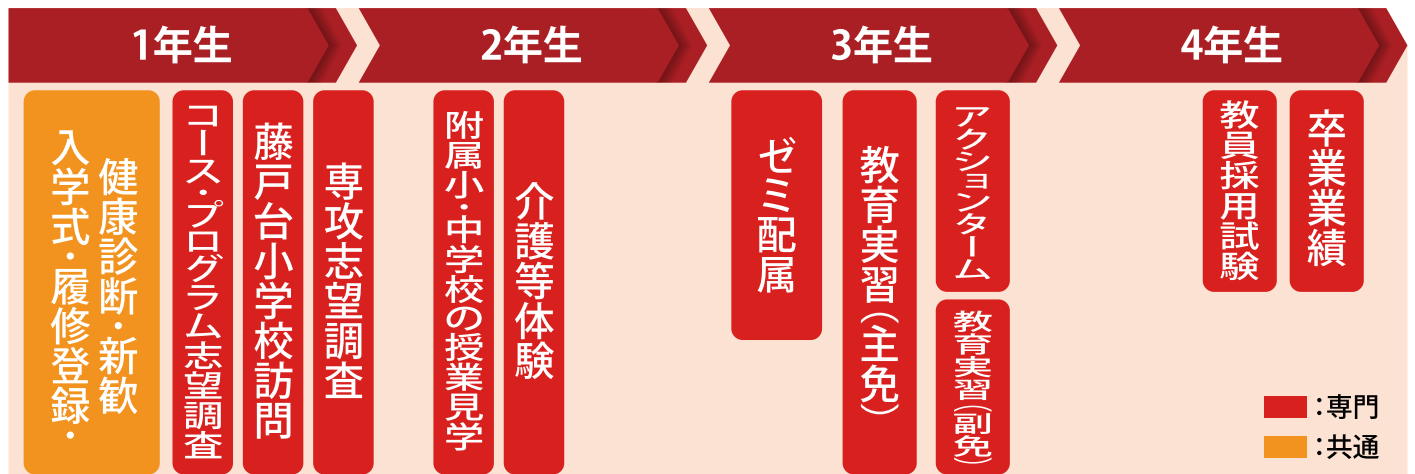 1年生
2年生
3年生
4年生
入学式・履修登録・
健康診断・新歓
コース・プログラム志望調査
藤戸台小学校訪問
専攻志望調査
附属小・中学校の授業見学
介護等体験
ゼミ配属
教育実習(主免)
アクションターム
教育実習(副免)
教員採用試験
卒業業績
:専門
:共通